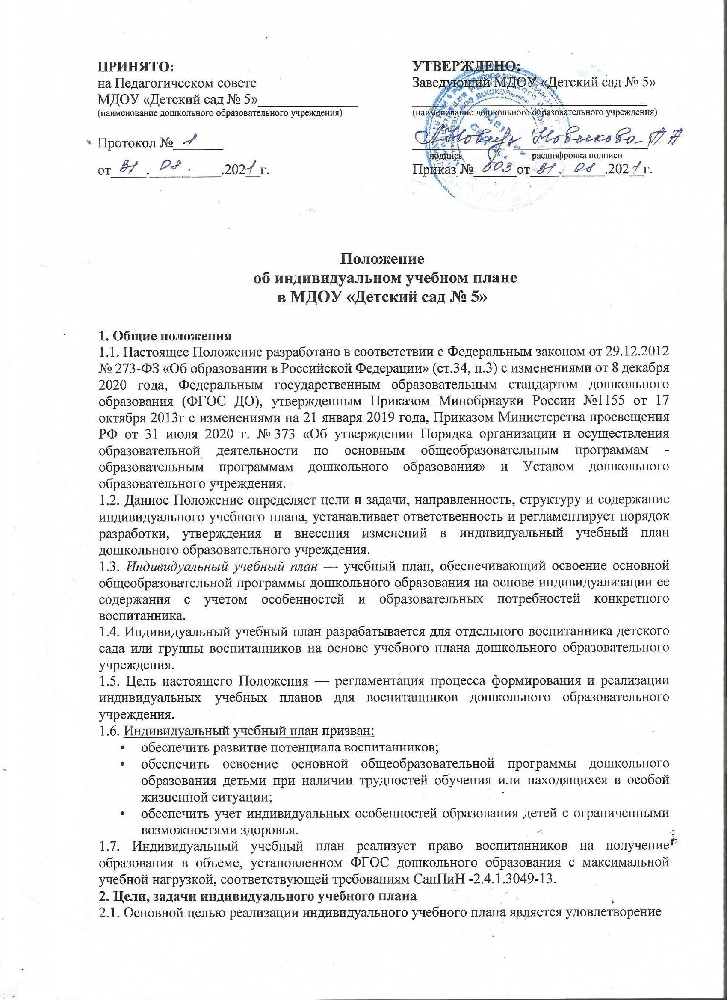 ПРИНЯТО:
на Педагогическом совете
МДОУ «Детский сад № 5»______________
(наименование дошкольного образовательного учреждения)
Протокол №_1_
от 31.08.2021 г.
УТВЕРЖДЕНО:
Заведующий МДОУ «Детский сад № 5»
(наименование дошкольного образовательного учреждения)
Новикова Л.А
подпись расшифровка подписи
Приказ № от 31.08.2021г.
Положение
об индивидуальном учебном плане
в МДОУ «Детский сад № 5»
1. Общие положения
1.1. Настоящее Положение разработано в соответствии с Федеральным законом от 29.12.2012
№ 273-ФЗ «Об образовании в Российской Федерации» (ст.34, п.3) с изменениями от 8 декабря
2020 года, Федеральным государственным образовательным стандартом дошкольного
образования (ФГОС ДО), утвержденным Приказом Минобрнауки России №1155 от 17
октября 2013г с изменениями на 21 января 2019 года, Приказом Министерства просвещения
РФ от 31 июля 2020 г. № 373 «Об утверждении Порядка организации и осуществления
образовательной деятельности по основным общеобразовательным программам -
образовательным программам дошкольного образования» и Уставом дошкольного
образовательного учреждения.
1.2. Данное Положение определяет цели и задачи, направленность, структуру и содержание
индивидуального учебного плана, устанавливает ответственность и регламентирует порядок
разработки, утверждения и внесения изменений в индивидуальный учебный план
дошкольного образовательного учреждения.
1.3. Индивидуальный учебный план — учебный план, обеспечивающий освоение основной
общеобразовательной программы дошкольного образования на основе индивидуализации ее
содержания с учетом особенностей и образовательных потребностей конкретного
воспитанника.
1.4. Индивидуальный учебный план разрабатывается для отдельного воспитанника детского
сада или группы воспитанников на основе учебного плана дошкольного образовательного
учреждения.
1.5. Цель настоящего Положения — регламентация процесса формирования и реализации
индивидуальных учебных планов для воспитанников дошкольного образовательного
учреждения.
1.6. Индивидуальный учебный план призван:
• обеспечить развитие потенциала воспитанников;
• обеспечить освоение основной общеобразовательной программы дошкольного
образования детьми при наличии трудностей обучения или находящихся в особой
жизненной ситуации;
• обеспечить учет индивидуальных особенностей образования детей с ограниченными
возможностями здоровья.
1.7. Индивидуальный учебный план реализует право воспитанников на получение
образования в объеме, установленном ФГОС дошкольного образования с максимальной
учебной нагрузкой, соответствующей требованиям СанПиН -2.4.1.3049-13.
2. Цели, задачи индивидуального учебного плана
2.1. Основной целью реализации индивидуального учебного плана является удовлетворение